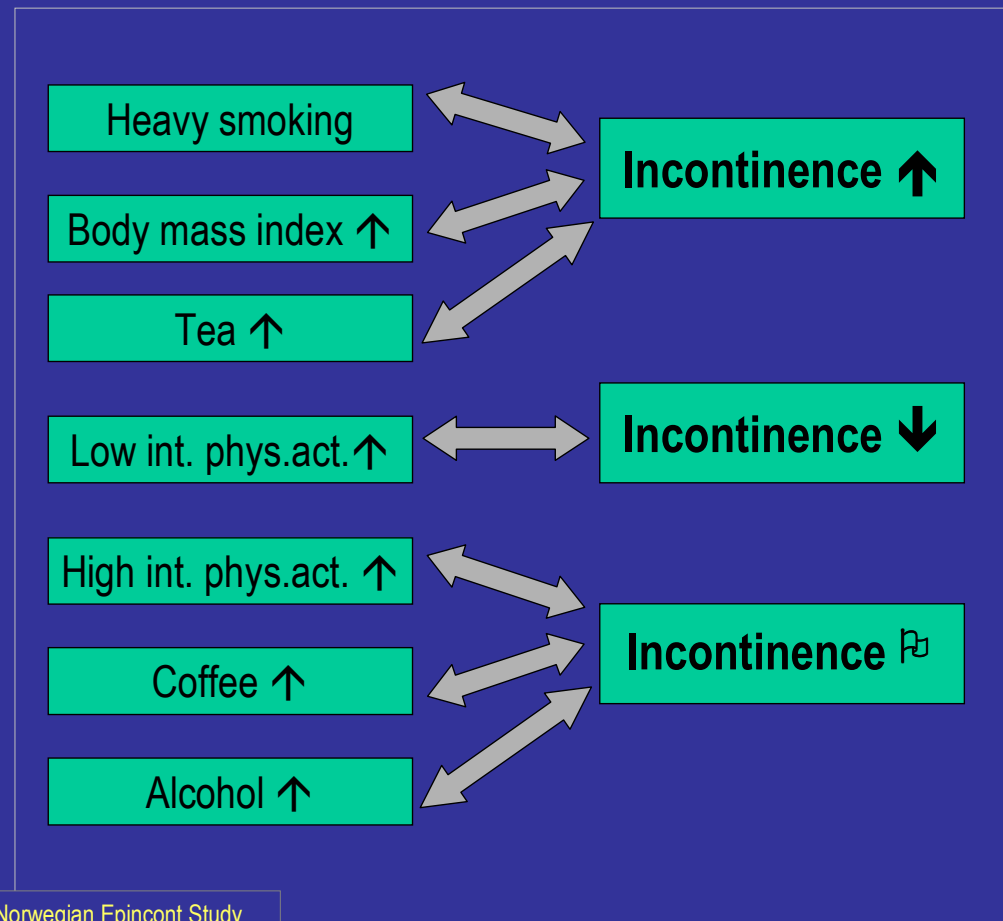 Heavy smoking
Incontinence ↑
Body mass index ↑
Tea ↑
Low int. phys.act.↑
Incontinence ↓
High int. phys.act. ↑
Incontinence ⚐
Coffee ↑
Alcohol ↑
Norwegian Epincont Study